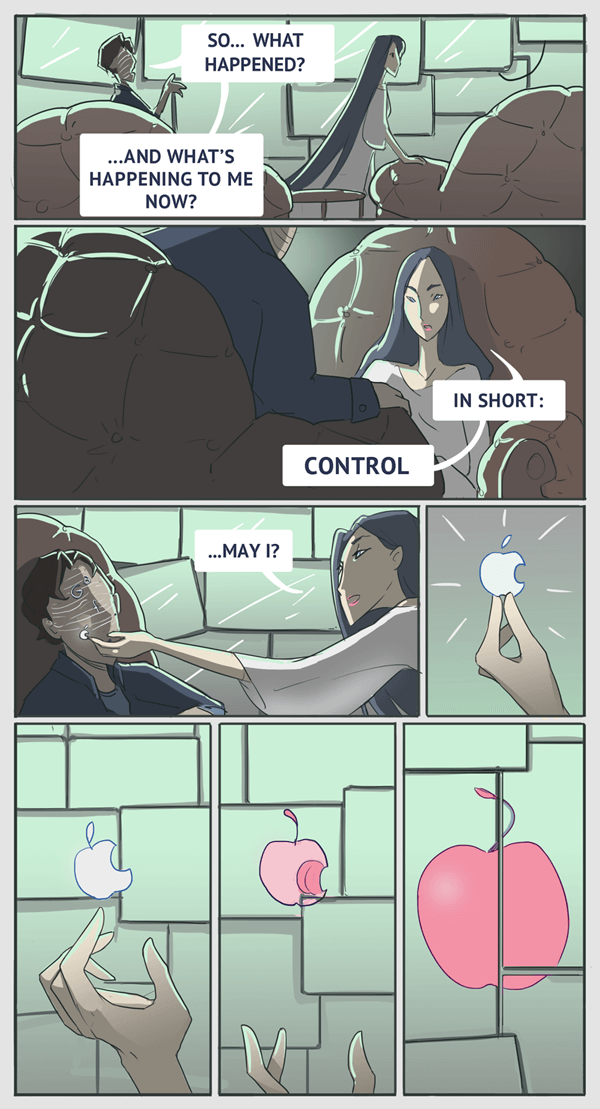 SO... WHAT
HAPPENED?
...AND WHAT'S
HAPPENING TO ME
NOW?
IN SHORT:
CONTROL
...MAY I?
G